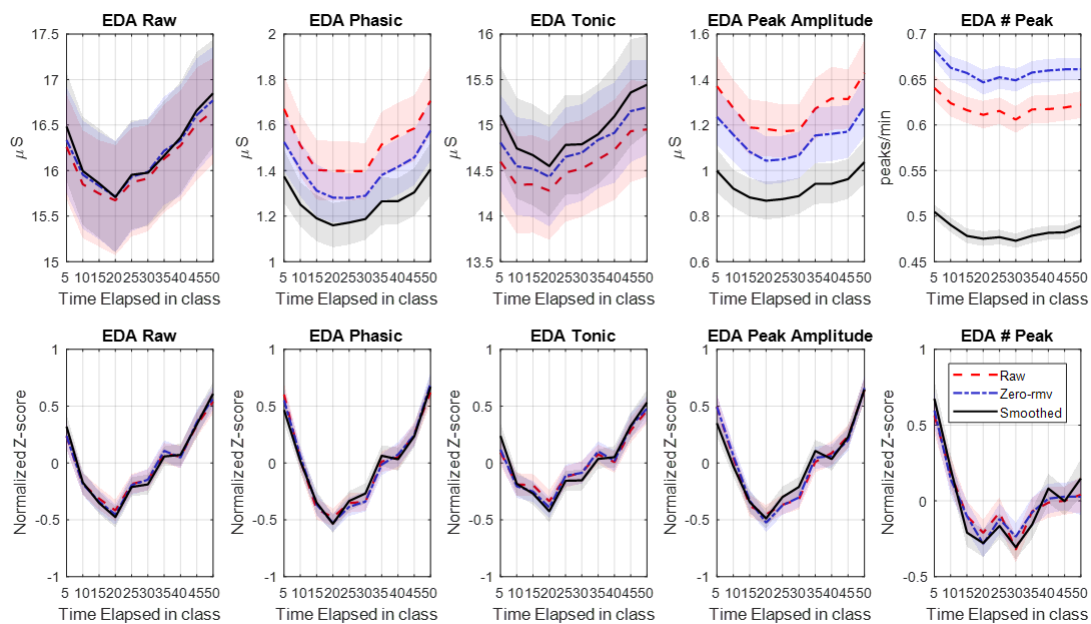 EDA Raw
17.5
17
16.5
16
15.5
15
μ S
5 101520253035404550
Time Elapsed in class
EDA Phasic
2
1.8
1.6
1.4
1.2
1
μ S
5 101520253035404550
Time Elapsed in class
EDA Tonic
16
15.5
15
14.5
14
13.5
μ S
5 101520253035404550
Time Elapsed in class
EDA Peak Amplitude
1.6
1.4
1.2
1
0.8
0.6
μ S
5 101520253035404550
Time Elapsed in class
EDA # Peak
0.65
0.6
0.55
0.5
0.45
peaks/min
5 101520253035404550
Time Elapsed in class
EDA Raw
1
0.5
0
-0.5
-1
Normalized Z-score
5 101520253035404550
Time Elapsed in class
EDA Phasic
1
0.5
0
-0.5
-1
Normalized Z-score
5 101520253035404550
Time Elapsed in class
EDA Tonic
1
0.5
0
-0.5
-1
Normalized Z-score
5 101520253035404550
Time Elapsed in class
EDA Peak Amplitude
1
0.5
0
-0.5
-1
Normalized Z-score
5 101520253035404550
Time Elapsed in class
EDA # Peak
1
0.5
0
-0.5
Normalized Z-score
Raw
Zero-rmv
Smoothed
5 101520253035404550
Time Elapsed in class